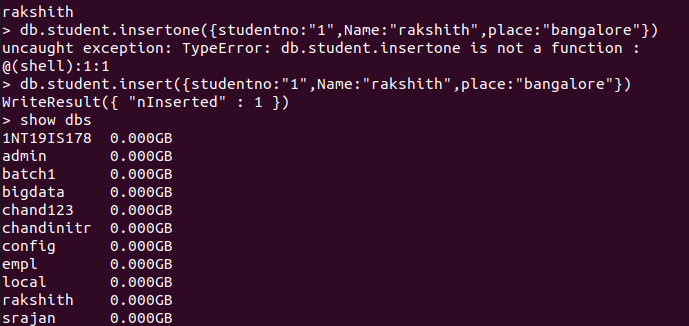 rakshith
> db.student.insertone({studentno:"1",Name:"rakshith",place:"bangalore"})
uncaught exception: TypeError: db.student.insertone is not a function :
@(shell):1:1
> db.student.insert({studentno:"1",Name:"rakshith",place:"bangalore"})
WriteResult({ "nInserted" : 1 })
> show dbs
1NT19IS178  0.000GB
admin       0.000GB
batch1      0.000GB
bigdata     0.000GB
chand123    0.000GB
chandinitr  0.000GB
config      0.000GB
empl        0.000GB
local       0.000GB
rakshith    0.000GB
srajan      0.000GB